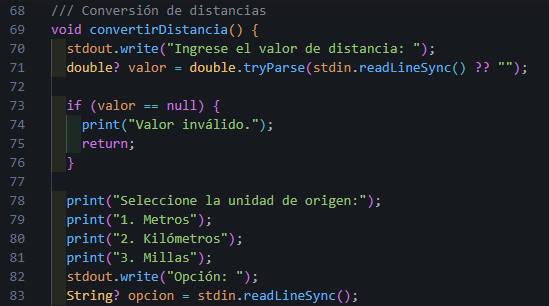 68 /// Conversión de distancias
69 void convertirDistancia() {
70 stdout.write("Ingrese el valor de distancia: ");
71 double? valor = double.tryParse(stdin.readLineSync() ?? "");
72
73 if (valor == null) {
74 print("Valor inválido.");
75 return;
76 }
77
78 print("Seleccione la unidad de origen:");
79 print("1. Metros");
80 print("2. Kilómetros");
81 print("3. Millas");
82 stdout.write("Opción: ");
83 String? opcion = stdin.readLineSync();